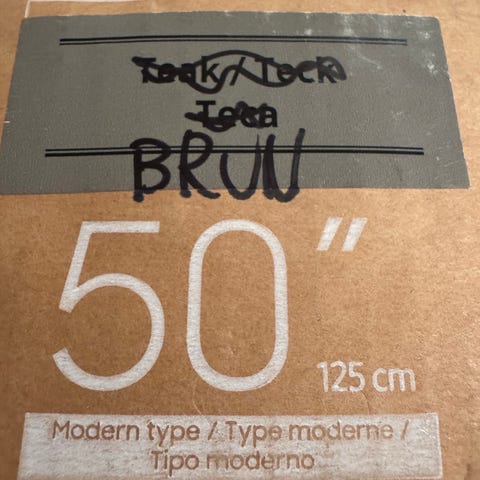 Teak / Teck
Teca
BRUN
50"
125 cm
Modern type / Type moderne /
Tipo moderno